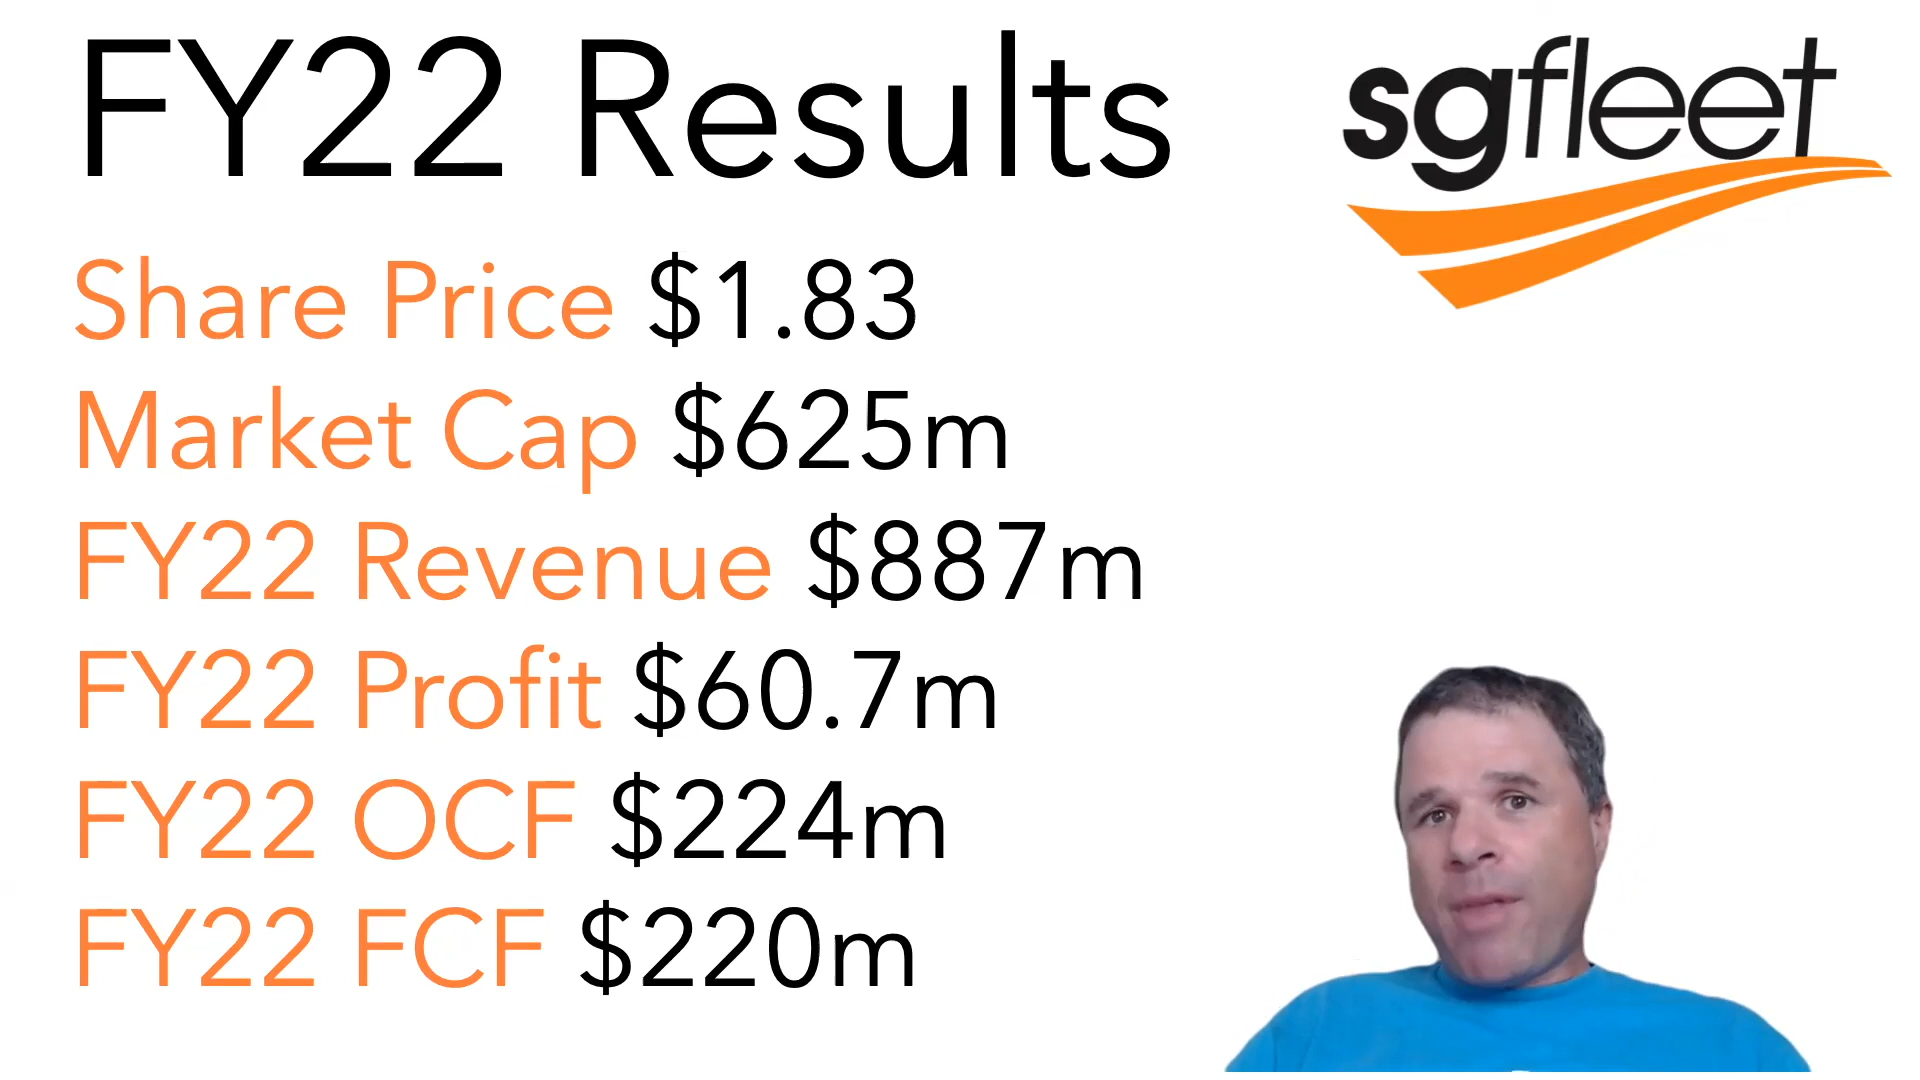 FY22 Results
sgfleet
Share Price $1.83
Market Cap $625m
FY22 Revenue $887m
FY22 Profit $60.7m
FY22 OCF $224m
FY22 FCF $220m